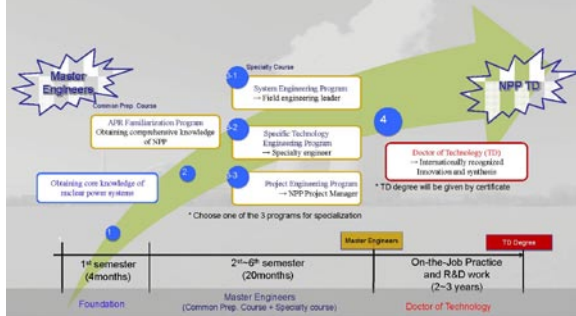 Master
Engineers
Common Prep. Course
Specialty Course
NPP TD
3-1
System Engineering Program
→ Field engineering leader
APR Familiarization Program
Obtaining comprehensive knowledge
of NPP
3-2
Specific Technology
Engineering Program
→ Specialty engineer
4
Doctor of Technology (TD)
→ Internationally recognized
Innovation and synthesis
* TD degree will be given by certificate
Obtaining core knowledge of
nuclear power systems
2
3-3
Project Engineering Program
→ NPP Project Manager
* Choose one of the 3 programs for specialization
1
Master Engineers
TD Degree
1st semester
(4months)
2st~6th semester
(20months)
On-the-Job Practice
and R&D work
(2~3 years)
Foundation
Master Engineers
(Common Prep. Course + Specialty course)
Doctor of Technology